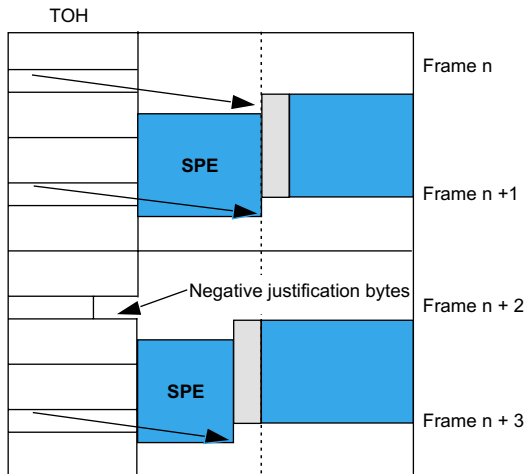 TOH
Frame n
SPE
Frame n +1
Negative justification bytes
Frame n + 2
SPE
Frame n + 3